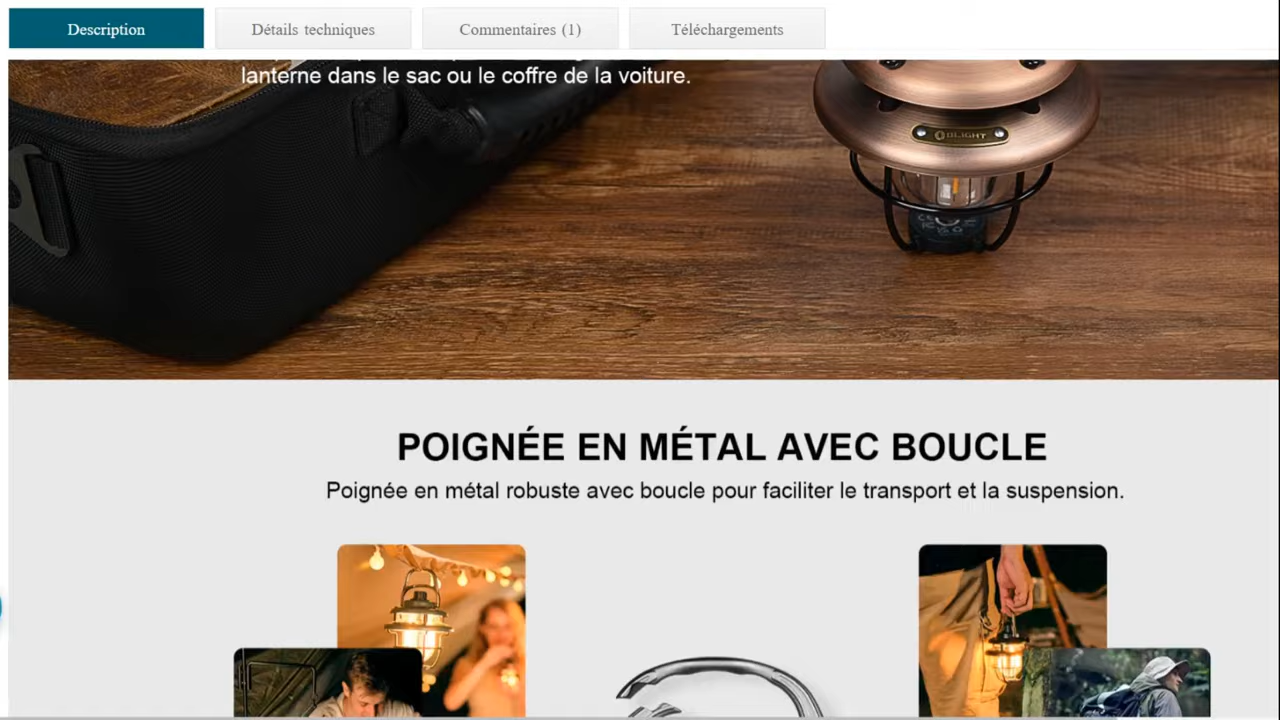 Description
Détails techniques
Commentaires (1)
Téléchargements
lanterne dans le sac ou le coffre de la voiture.
OLIGHT
POIGNÉE EN MÉTAL AVEC BOUCLE
Poignée en métal robuste avec boucle pour faciliter le transport et la suspension.